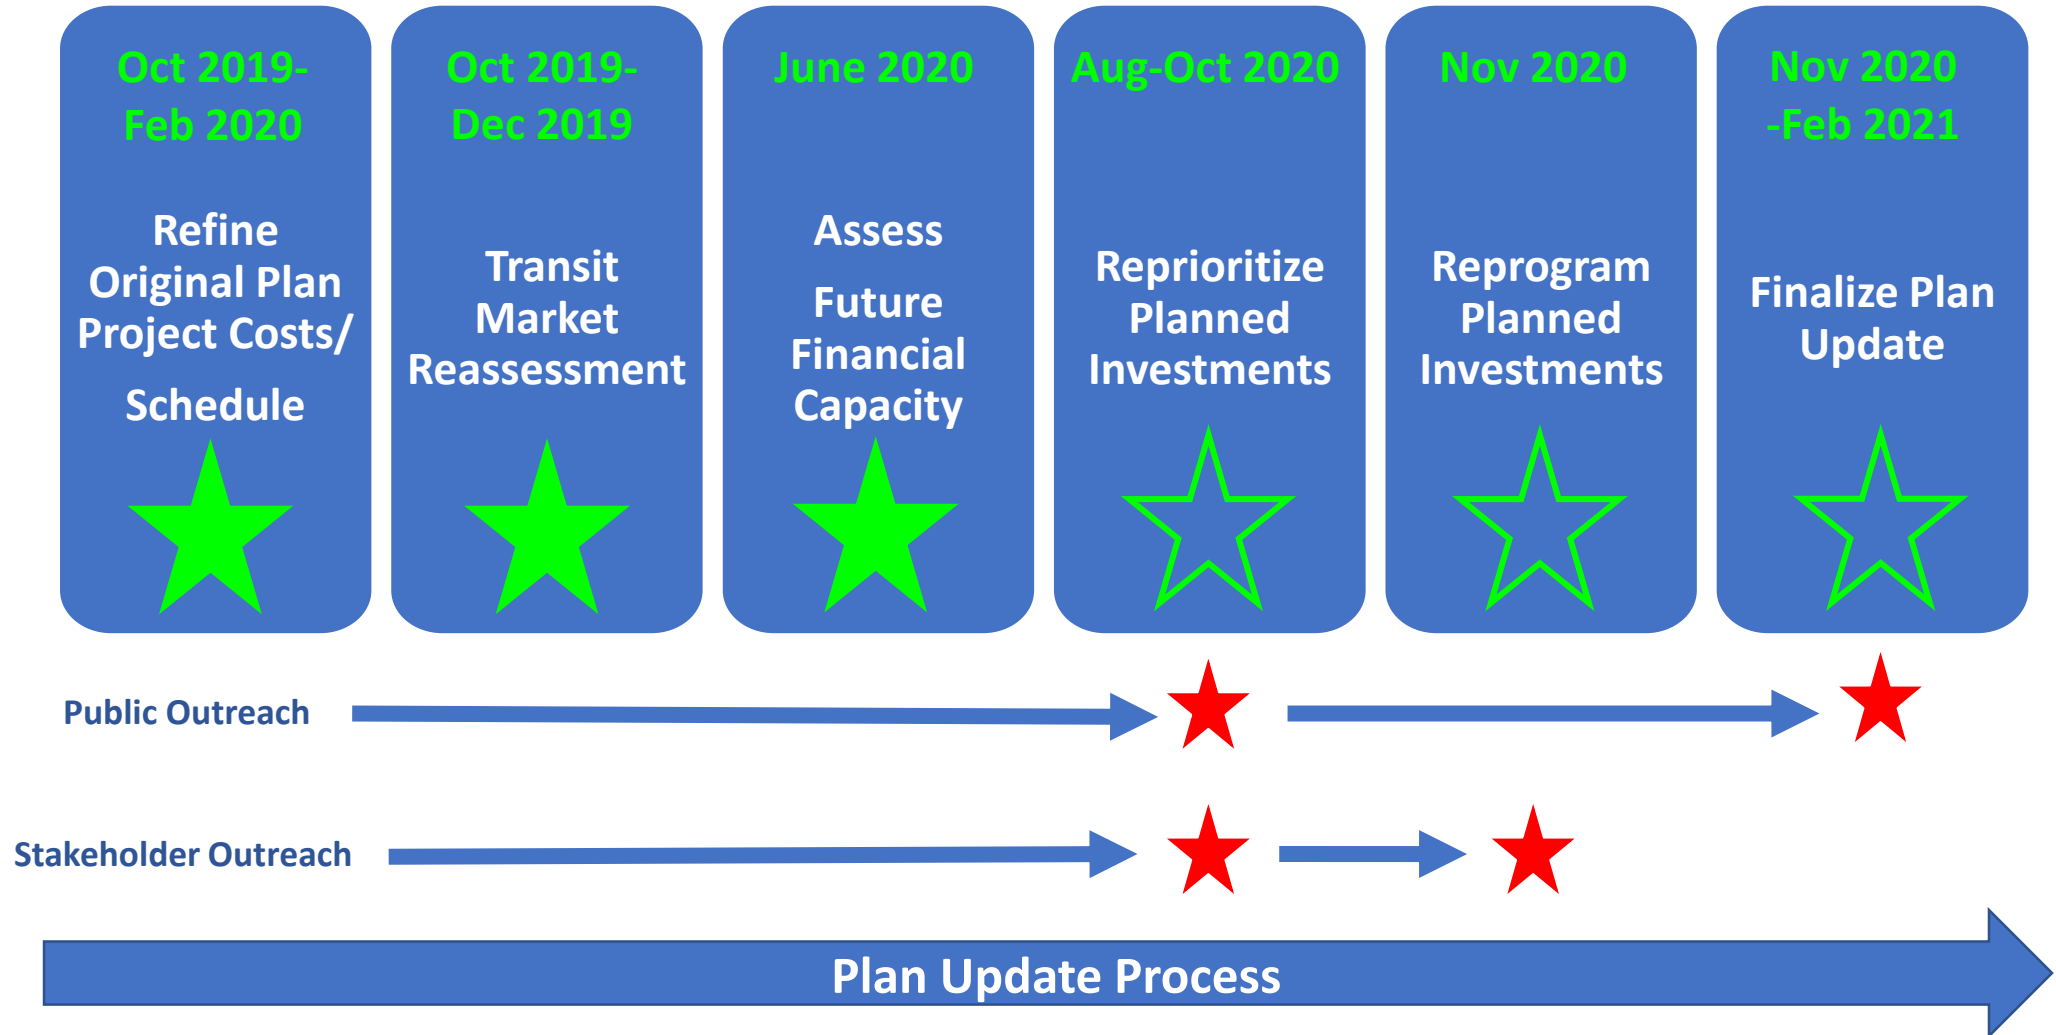 Oct 2019-
Feb 2020
Refine
Original Plan
Project Costs/
Schedule
Oct 2019-
Dec 2019
Transit
Market
Reassessment
June 2020
Assess
Future
Financial
Capacity
Aug-Oct 2020
Reprioritize
Planned
Investments
Nov 2020
Reprogram
Planned
Investments
Nov 2020
-Feb 2021
Finalize Plan
Update
Public Outreach
Stakeholder Outreach
Plan Update Process